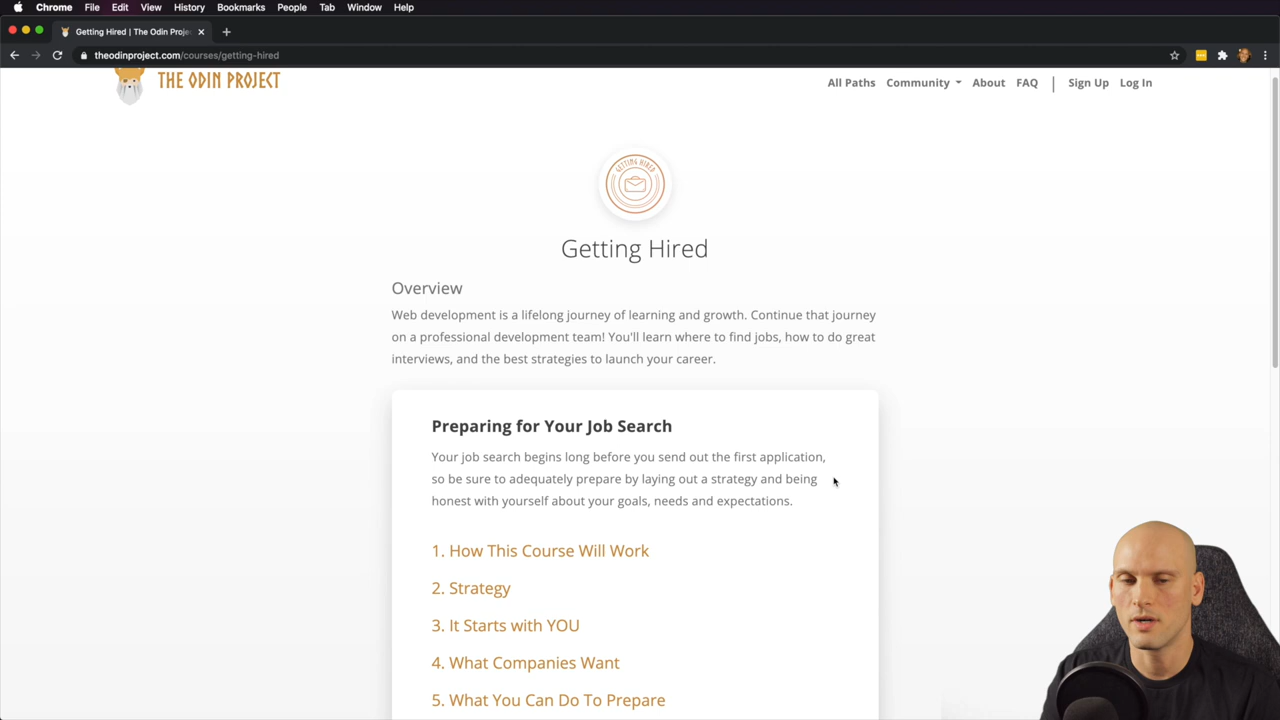 Chrome File Edit View History Bookmarks People Tab Window Help
Getting Hired | The Odin Proje
theodinproject.com/courses/getting-hired
THE ODIN PROJECT
All Paths Community About FAQ | Sign Up Log In
GETTING HIRED
Getting Hired
Overview
Web development is a lifelong journey of learning and growth. Continue that journey
on a professional development team! You'll learn where to find jobs, how to do great
interviews, and the best strategies to launch your career.
Preparing for Your Job Search
Your job search begins long before you send out the first application,
so be sure to adequately prepare by laying out a strategy and being
honest with yourself about your goals, needs and expectations.
1. How This Course Will Work
2. Strategy
3. It Starts with YOU
4. What Companies Want
5. What You Can Do To Prepare